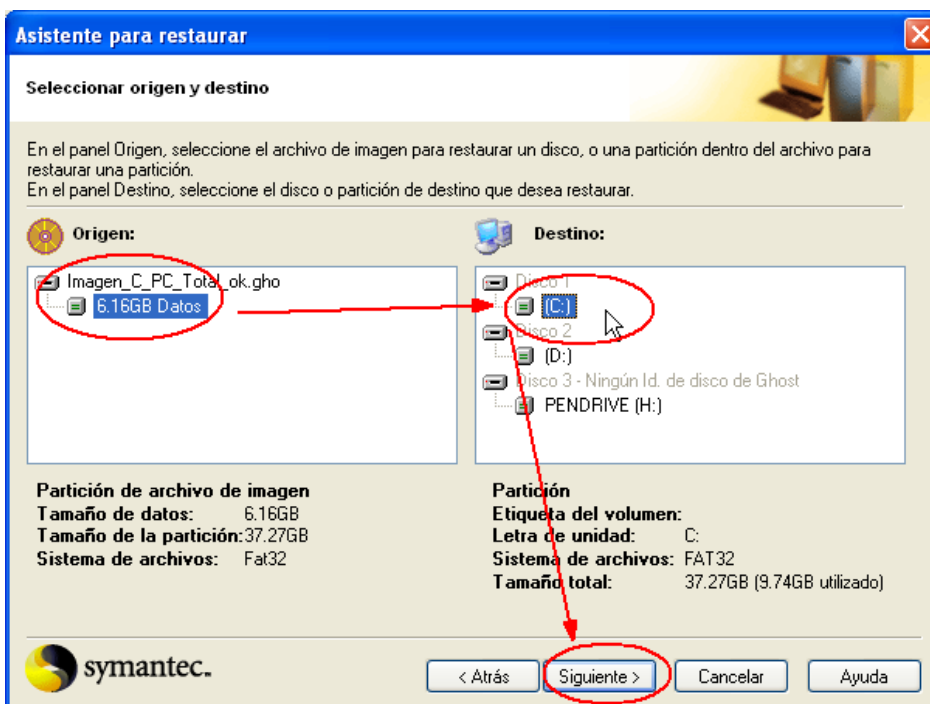 Asistente para restaurar
Seleccionar origen y destino
En el panel Origen, seleccione el archivo de imagen para restaurar un disco, o una partición dentro del archivo para
restaurar una partición.
En el panel Destino, seleccione el disco o partición de destino que desea restaurar.
Origen:
Imagen_C_PC_Total_ok.gho
6.16GB Datos
Destino:
Disco 1
(C:)
Disco 2
(D:)
Disco 3 - Ningún Id. de disco de Ghost
PENDRIVE (H:)
Partición de archivo de imagen
Tamaño de datos: 6.16GB
Tamaño de la partición: 37.27GB
Sistema de archivos: Fat32
Partición
Etiqueta del volumen:
Letra de unidad: C:
Sistema de archivos: FAT32
Tamaño total: 37.27GB (9.74GB utilizado)
symantec.
< Atrás
Siguiente >
Cancelar
Ayuda